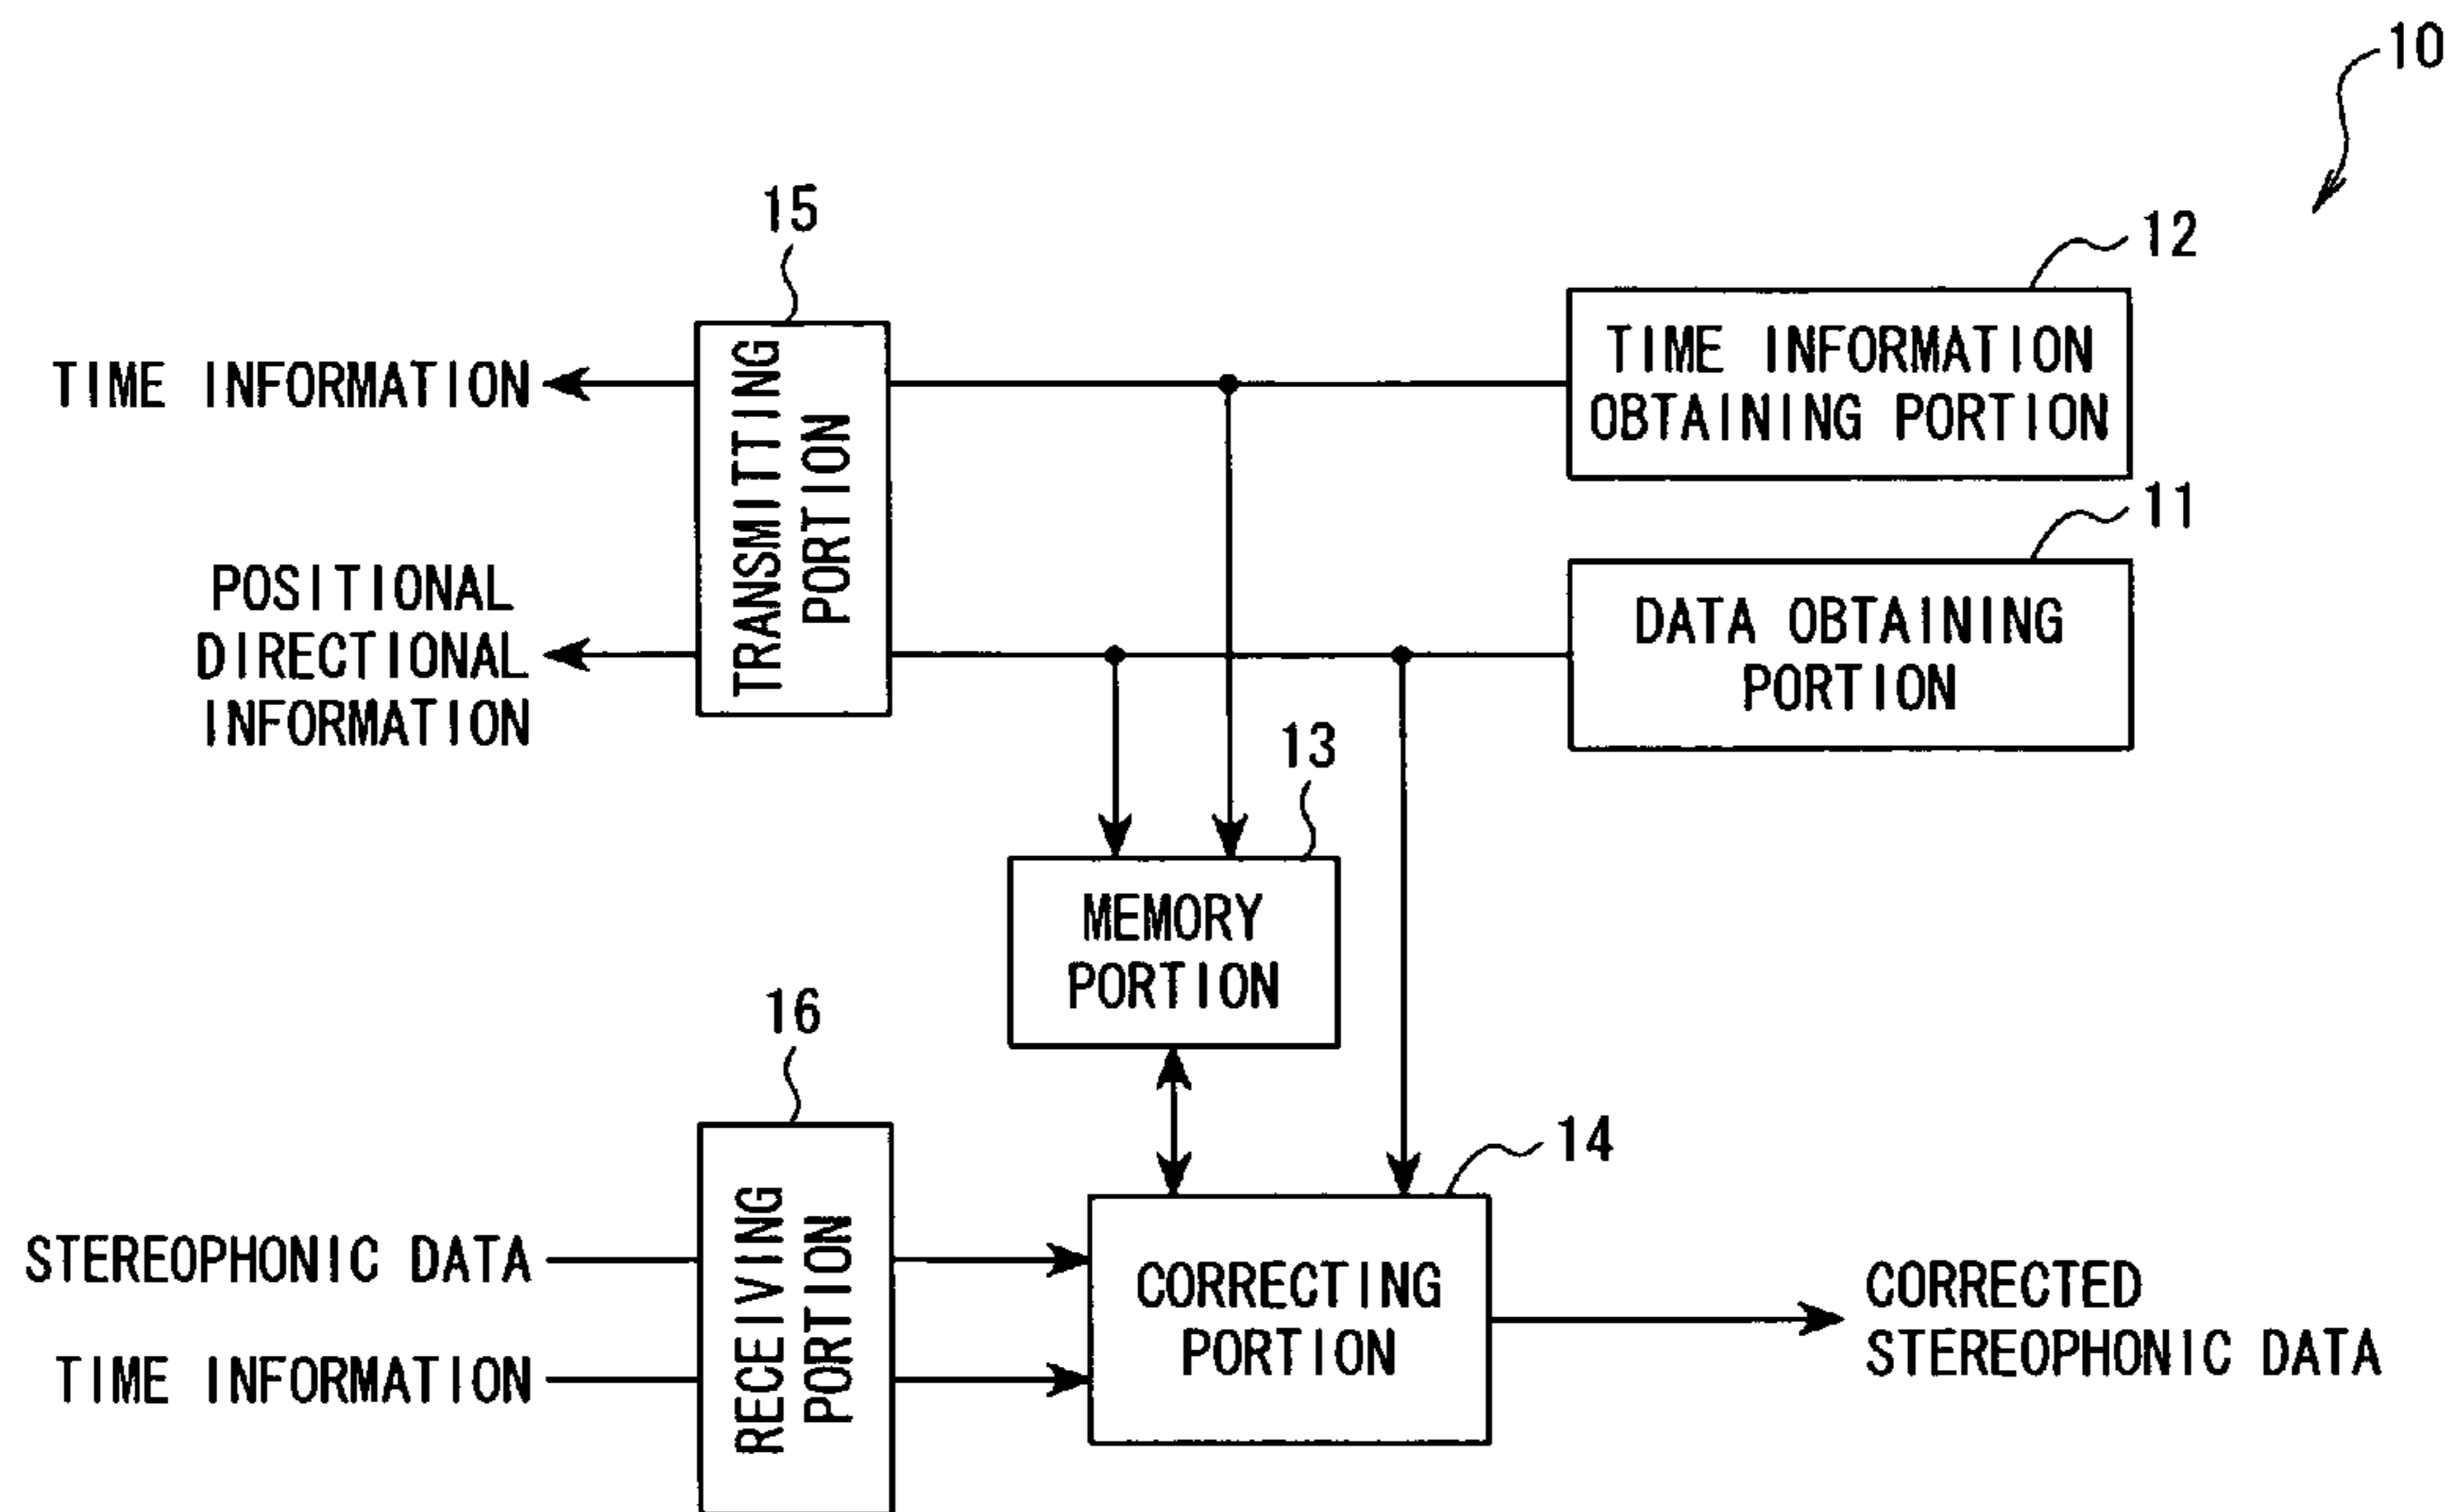 10
15
12
TIME INFORMATION
TIME INFORMATION
OBTAINING PORTION
TRANSMITTING
PORTION
11
POSITIONAL
DIRECTIONAL
INFORMATION
DATA OBTAINING
PORTION
13
MEMORY
PORTION
16
14
STEREOPHONIC DATA
TIME INFORMATION
RECEIVING
PORTION
CORRECTING
PORTION
CORRECTED
STEREOPHONIC DATA